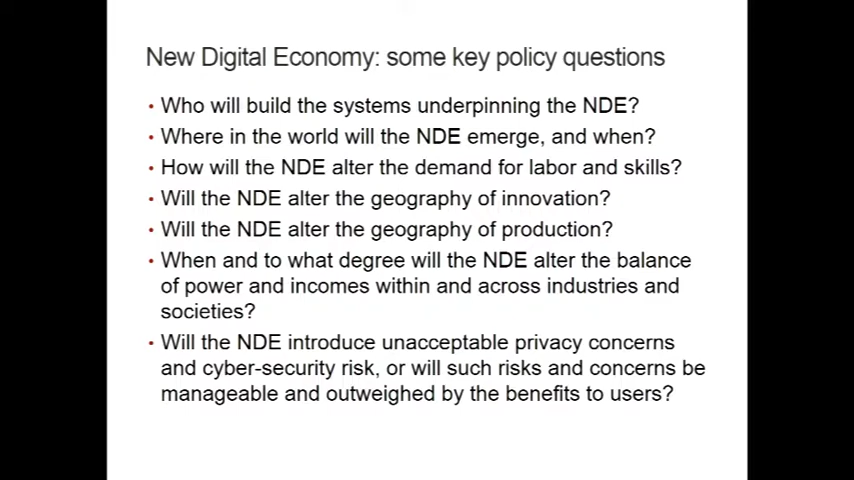 New Digital Economy: some key policy questions
• Who will build the systems underpinning the NDE?
• Where in the world will the NDE emerge, and when?
• How will the NDE alter the demand for labor and skills?
• Will the NDE alter the geography of innovation?
• Will the NDE alter the geography of production?
• When and to what degree will the NDE alter the balance
of power and incomes within and across industries and
societies?
• Will the NDE introduce unacceptable privacy concerns
and cyber-security risk, or will such risks and concerns be
manageable and outweighed by the benefits to users?